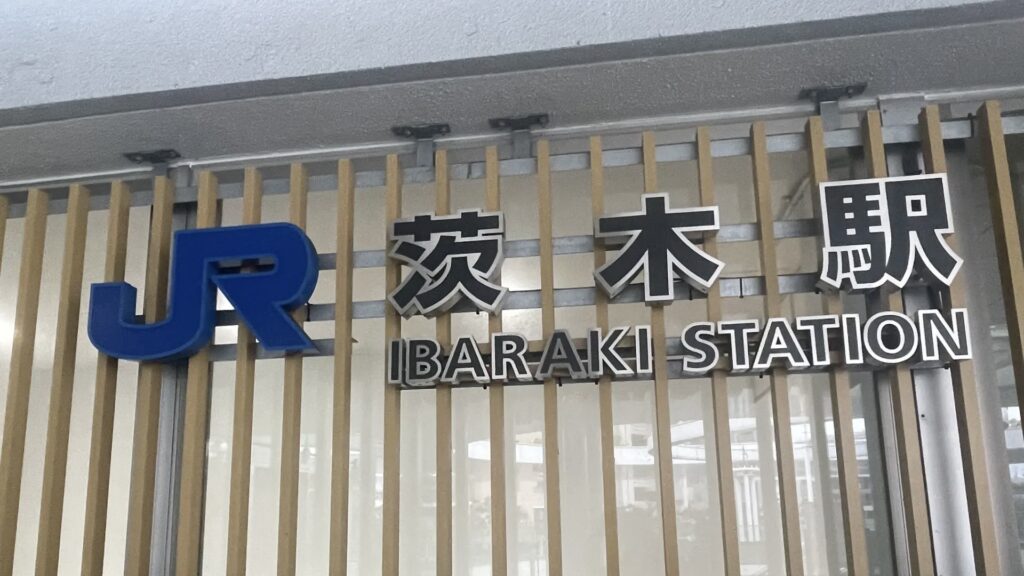 JR 茨木駅
IBARAKI STATION